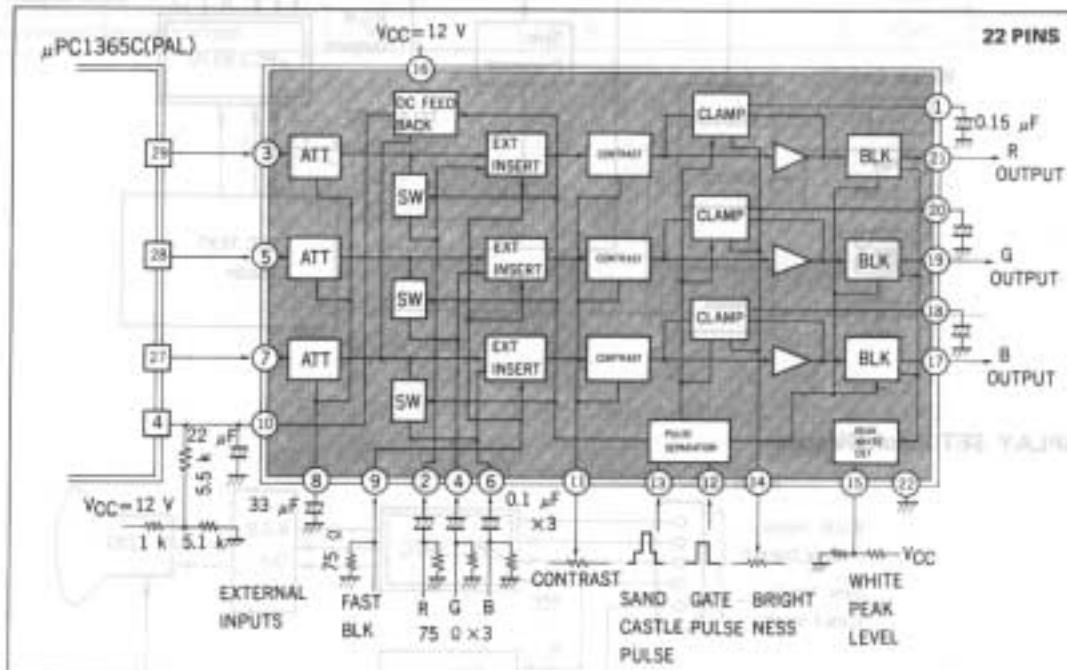 μPC1365C(PAL)
VCC=12 V
22 PINS
16
DC FEED
BACK
CLAMP
1
0.15 μF
29
3
ATT
EXT
INSERT
CONTRAST
BLK
21
R
OUTPUT
SW
CLAMP
20
28
5
ATT
EXT
INSERT
CONTRAST
BLK
19
G
OUTPUT
SW
CLAMP
18
27
7
ATT
EXT
INSERT
CONTRAST
BLK
17
B
OUTPUT
SW
4
10
22 μF
5.5 k
PULSE
SEPARATION
PEAK
WHITE
DET
8
9
2
4
6
11
13
12
14
15
22
VCC=12 V
33 μF
0.1 μF
×3
75 Ω
1 k
5.1 k
VCC
EXTERNAL
INPUTS
FAST
BLK
R
G
B
75 Ω×3
CONTRAST
SAND
CASTLE
PULSE
GATE
PULSE
BRIGHT
NESS
WHITE
PEAK
LEVEL